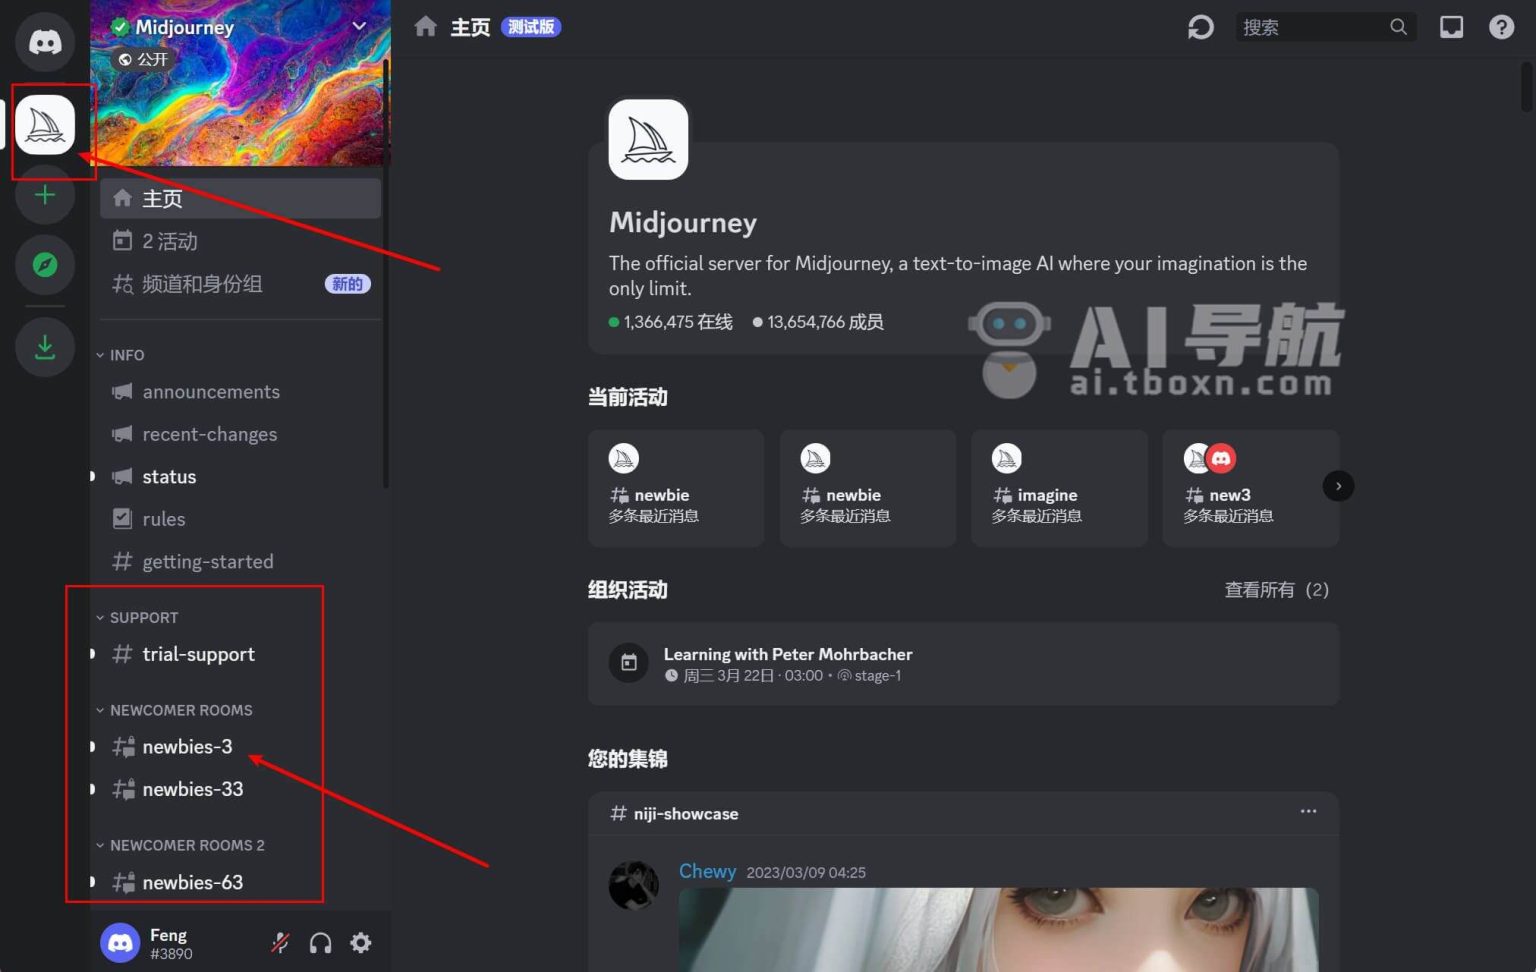 Midjourney
公开
主页
2 活动
频道和身份组
新的
INFO
announcements
recent-changes
status
rules
getting-started
SUPPORT
trial-support
NEWCOMER ROOMS
newbies-3
newbies-33
NEWCOMER ROOMS 2
newbies-63
Feng
#3890
主页
测试版
搜索
Midjourney
The official server for Midjourney, a text-to-image AI where your imagination is the
only limit.
1,366,475 在线
13,654,766 成员
AI导航
ai.tboxn.com
当前活动
newbie
多条最近消息
newbie
多条最近消息
imagine
多条最近消息
new3
多条最近消息
组织活动
查看所有 (2)
Learning with Peter Mohrbacher
周三 3月 22日 · 03:00 • stage-1
您的集锦
# niji-showcase
Chewy 2023/03/09 04:25